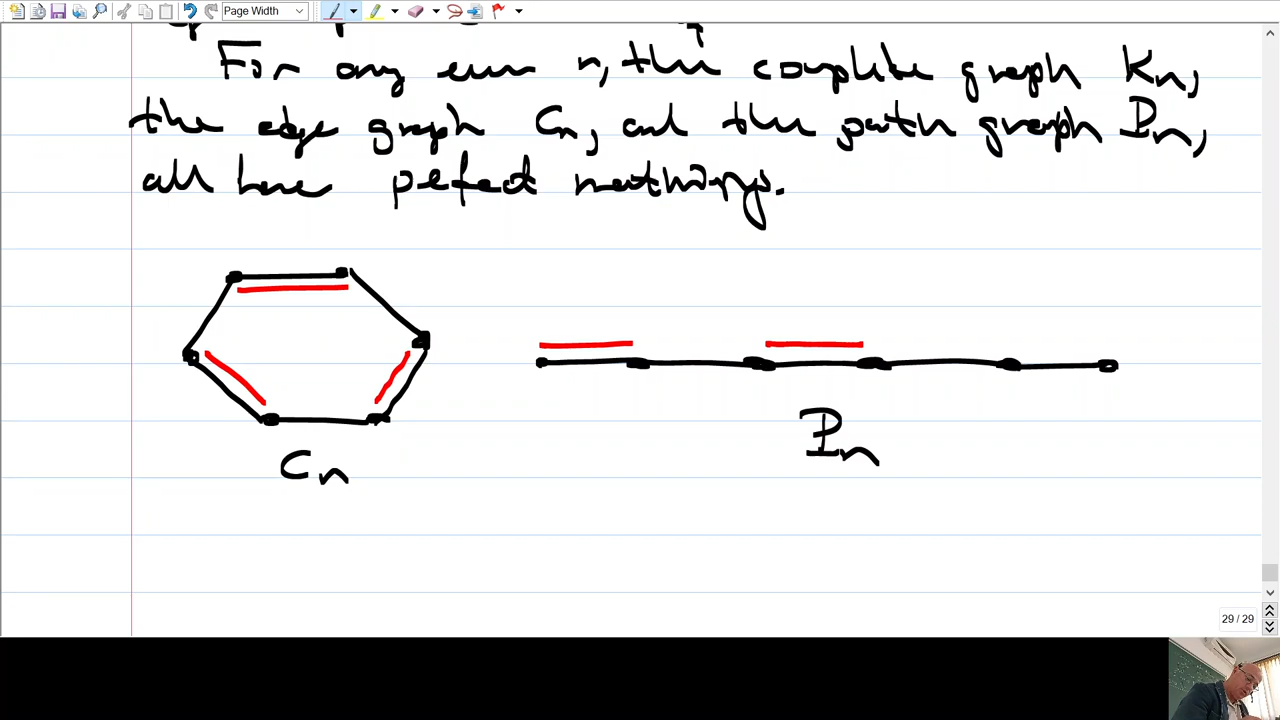 Page Width
For any even n, the complete graph Kn,
the edge graph Cn, and the path graph Pn,
all have pefect matchings.
Cn
Pn
29 / 29